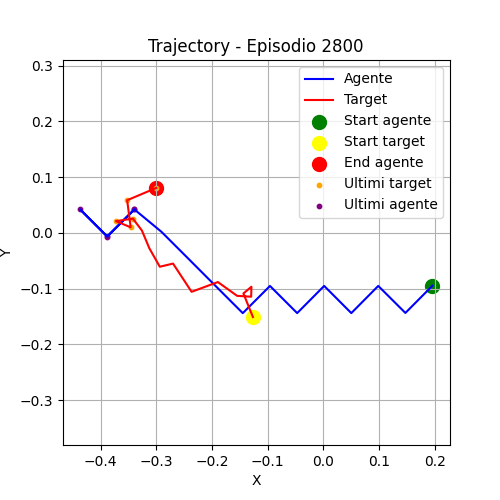 Trajectory - Episodio 2800
Agente
Target
Start agente
Start target
End agente
Ultimi target
Ultimi agente
0.3
0.2
0.1
0.0
−0.1
−0.2
−0.3
Y
−0.4
−0.3
−0.2
−0.1
0.0
0.1
0.2
X